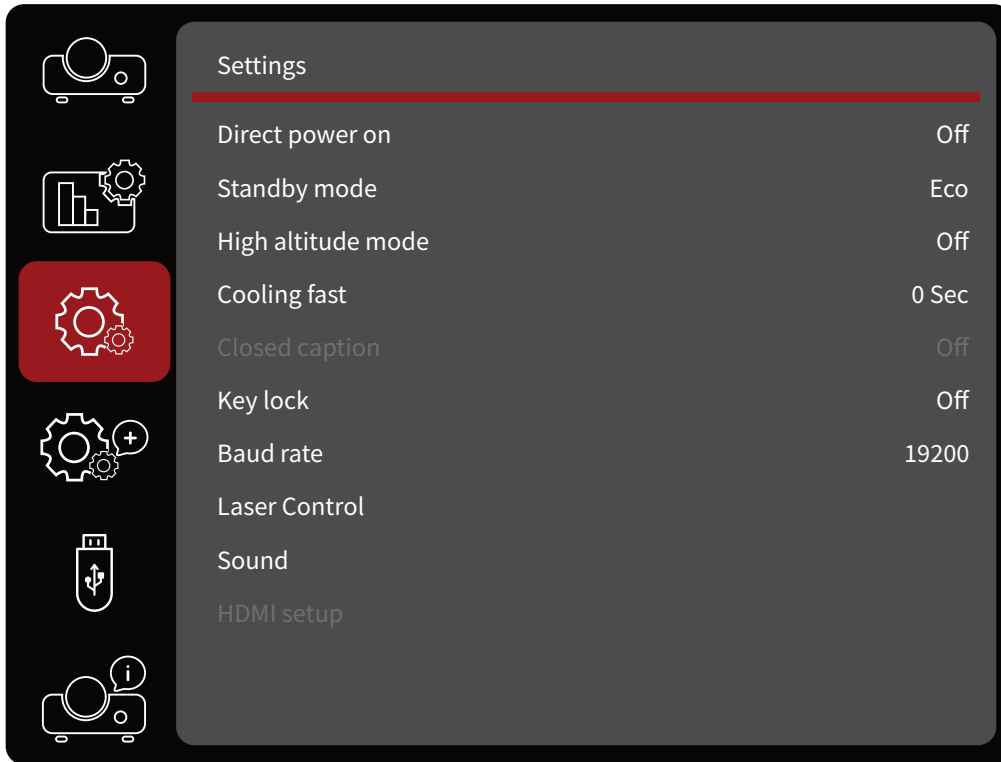 Settings
Direct power on Off
Standby mode Eco
High altitude mode Off
Cooling fast 0 Sec
Closed caption Off
Key lock Off
Baud rate 19200
Laser Control
Sound
HDMI setup